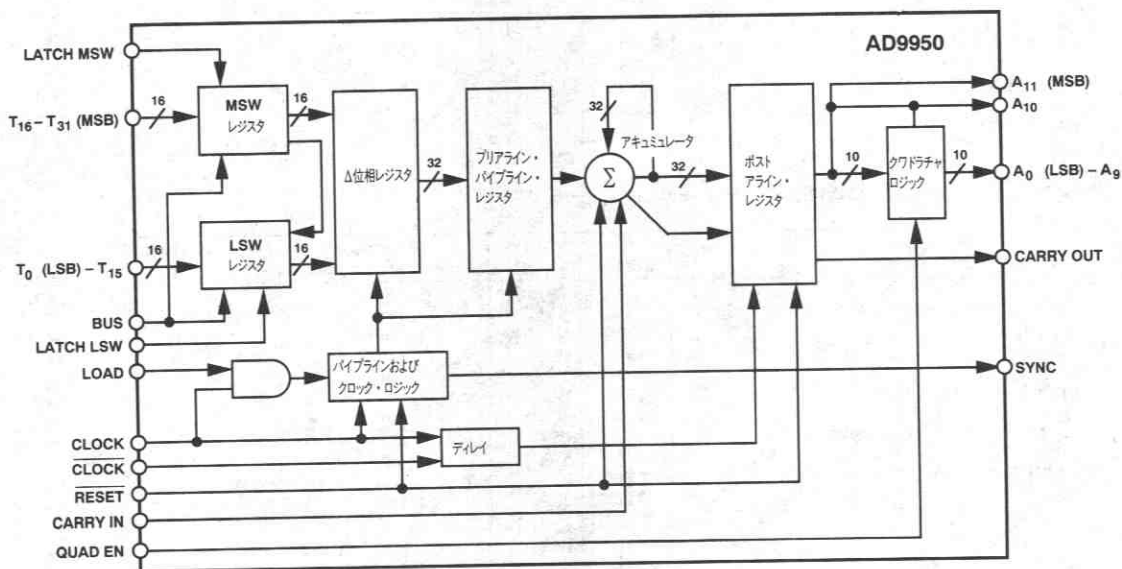 AD9950
LATCH MSW
T16 – T31 (MSB)
16
MSW
レジスタ
16
T0 (LSB) – T15
16
LSW
レジスタ
16
BUS
LATCH LSW
LOAD
CLOCK
CLOCK
RESET
CARRY IN
QUAD EN
Δ位相レジスタ
32
プリアライン・
パイプライン・
レジスタ
32
アキュミュレータ
Σ
32
ポスト
アライン・
レジスタ
10
クワドラチャ
ロジック
10
パイプラインおよび
クロック・ロジック
ディレイ
A11 (MSB)
A10
A0 (LSB) – A9
CARRY OUT
SYNC